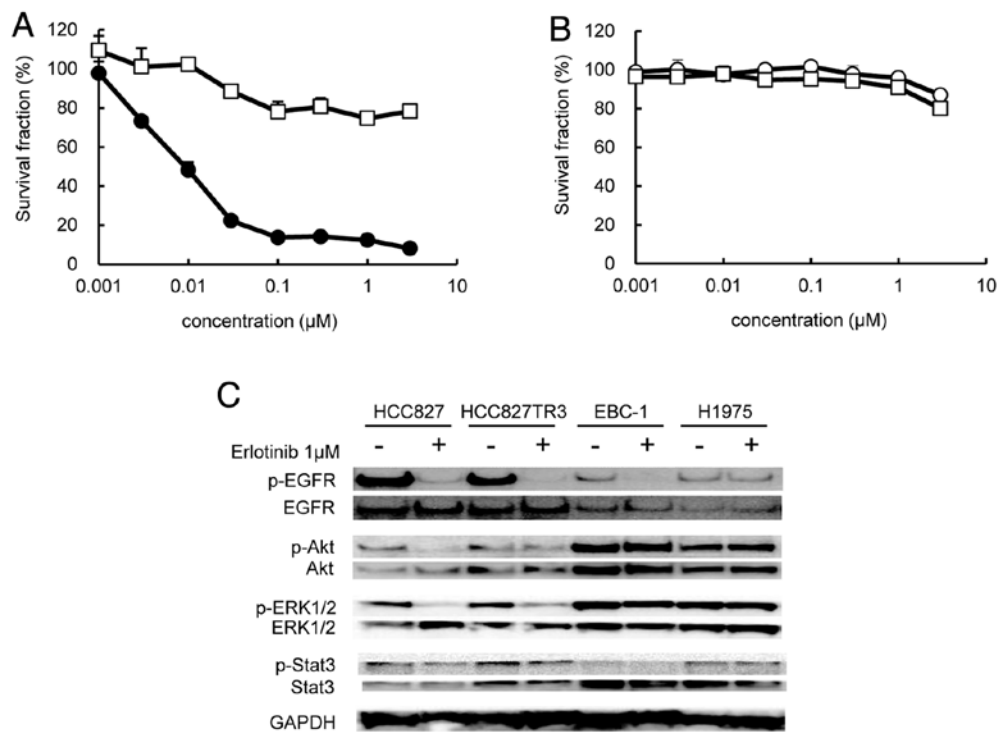 A
120
100
80
60
40
20
0
Survival fraction (%)
0.001 0.01 0.1 1 10
concentration (μM)
B
120
100
80
60
40
20
0
Suvival fraction (%)
0.001 0.01 0.1 1 10
concentration (μM)
C
HCC827 HCC827TR3 EBC-1 H1975
Erlotinib 1μM - + - + - + - +
p-EGFR
EGFR
p-Akt
Akt
p-ERK1/2
ERK1/2
p-Stat3
Stat3
GAPDH